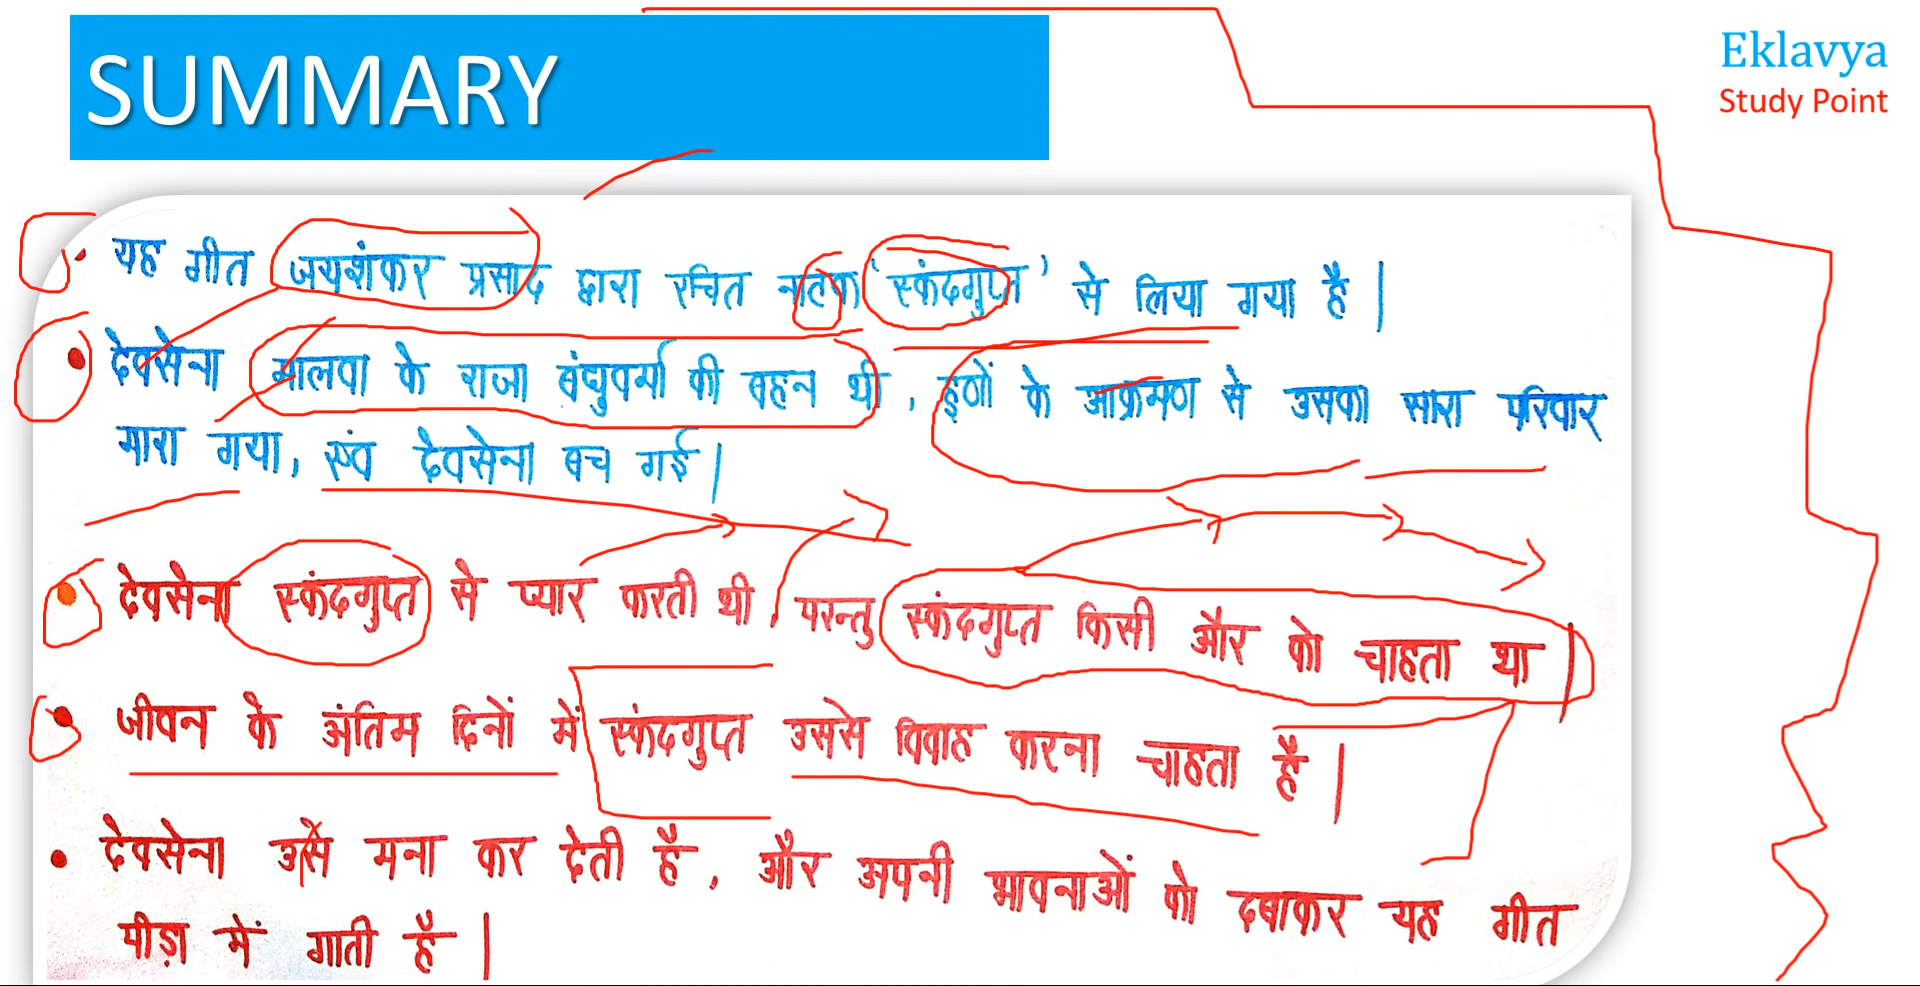 SUMMARY
Eklavya
Study Point
• यह गीत जयशंकर प्रसाद द्वारा रचित नाटक 'स्कंदगुप्त' से लिया गया है |
• देवसेना मालवा के राजा बंधुवर्मा की बहन थी, हूणों के आक्रमण से उसका सारा परिवार
मारा गया, एवं देवसेना बच गई |
• देवसेना स्कंदगुप्त से प्यार करती थी, परन्तु स्कंदगुप्त किसी और को चाहता था |
• जीवन के अंतिम दिनों में स्कंदगुप्त उससे विवाह करना चाहता है |
• देवसेना उसे मना कर देती है, और अपनी भावनाओं को दबाकर यह गीत
पीड़ा में गाती है |